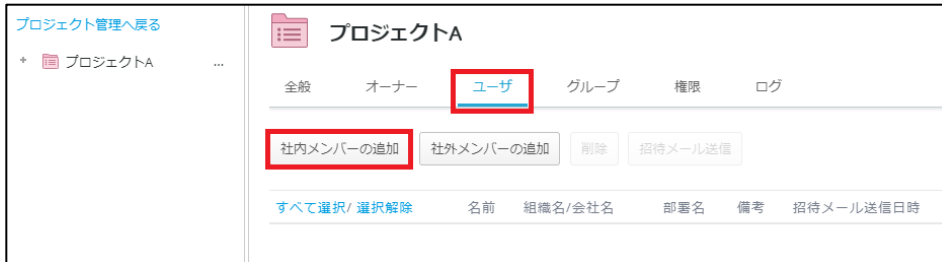 プロジェクト管理へ戻る
プロジェクトA ...
プロジェクトA
全般 オーナー ユーザ グループ 権限 ログ
社内メンバーの追加 社外メンバーの追加 削除 招待メール送信
すべて選択/ 選択解除 名前 組織名/会社名 部署名 備考 招待メール送信日時